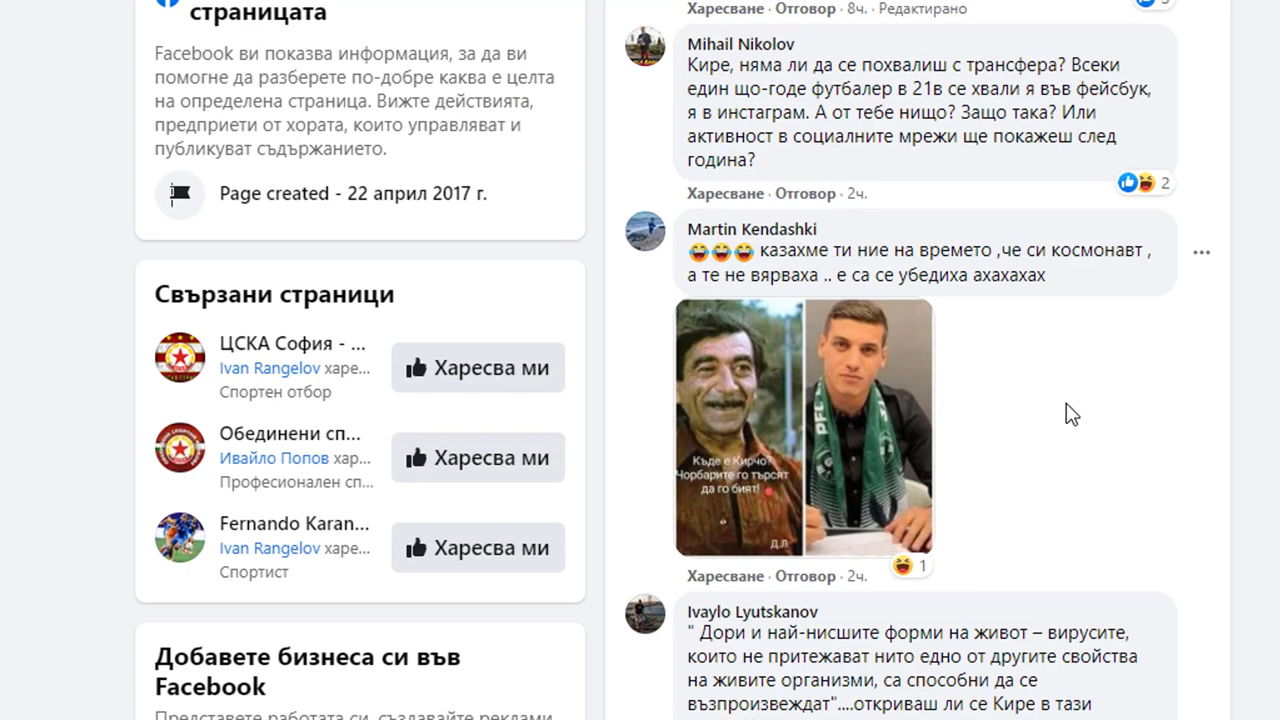 страницата
Facebook ви показва информация, за да ви
помогне да разберете по-добре каква е целта
на определена страница. Вижте действията,
предприети от хората, които управляват и
публикуват съдържанието.
Page created - 22 април 2017 г.
Свързани страници
ЦСКА София - ...
Ivan Rangelov харе...
Спортен отбор
Харесва ми
Обединени сп...
Ивайло Попов хар...
Професионален сп...
Харесва ми
Fernando Karan...
Ivan Rangelov харе...
Спортист
Харесва ми
Добавете бизнеса си във
Facebook
Представете работата си, създавайте реклами
Харесване · Отговор · 8ч. · Редактирано
Mihail Nikolov
Кире, няма ли да се похвалиш с трансфера? Всеки
един що-годе футбалер в 21в се хвали я във фейсбук,
я в инстаграм. А от тебе нищо? Защо така? Или
активност в социалните мрежи ще покажеш след
година?
2
Харесване · Отговор · 2ч.
Martin Kendashki
😂😂😂 казахме ти ние на времето ,че си космонавт ,
а те не вярваха .. е са се убедиха ахахахах
Къде е Кирчо?
Чорбарите го търсят
да го бият!
Д.Л
PFC
1
Харесване · Отговор · 2ч.
Ivaylo Lyutskanov
" Дори и най-нисшите форми на живот – вирусите,
които не притежават нито едно от другите свойства
на живите организми, са способни да се
възпроизвеждат"....откриваш ли се Кире в тази